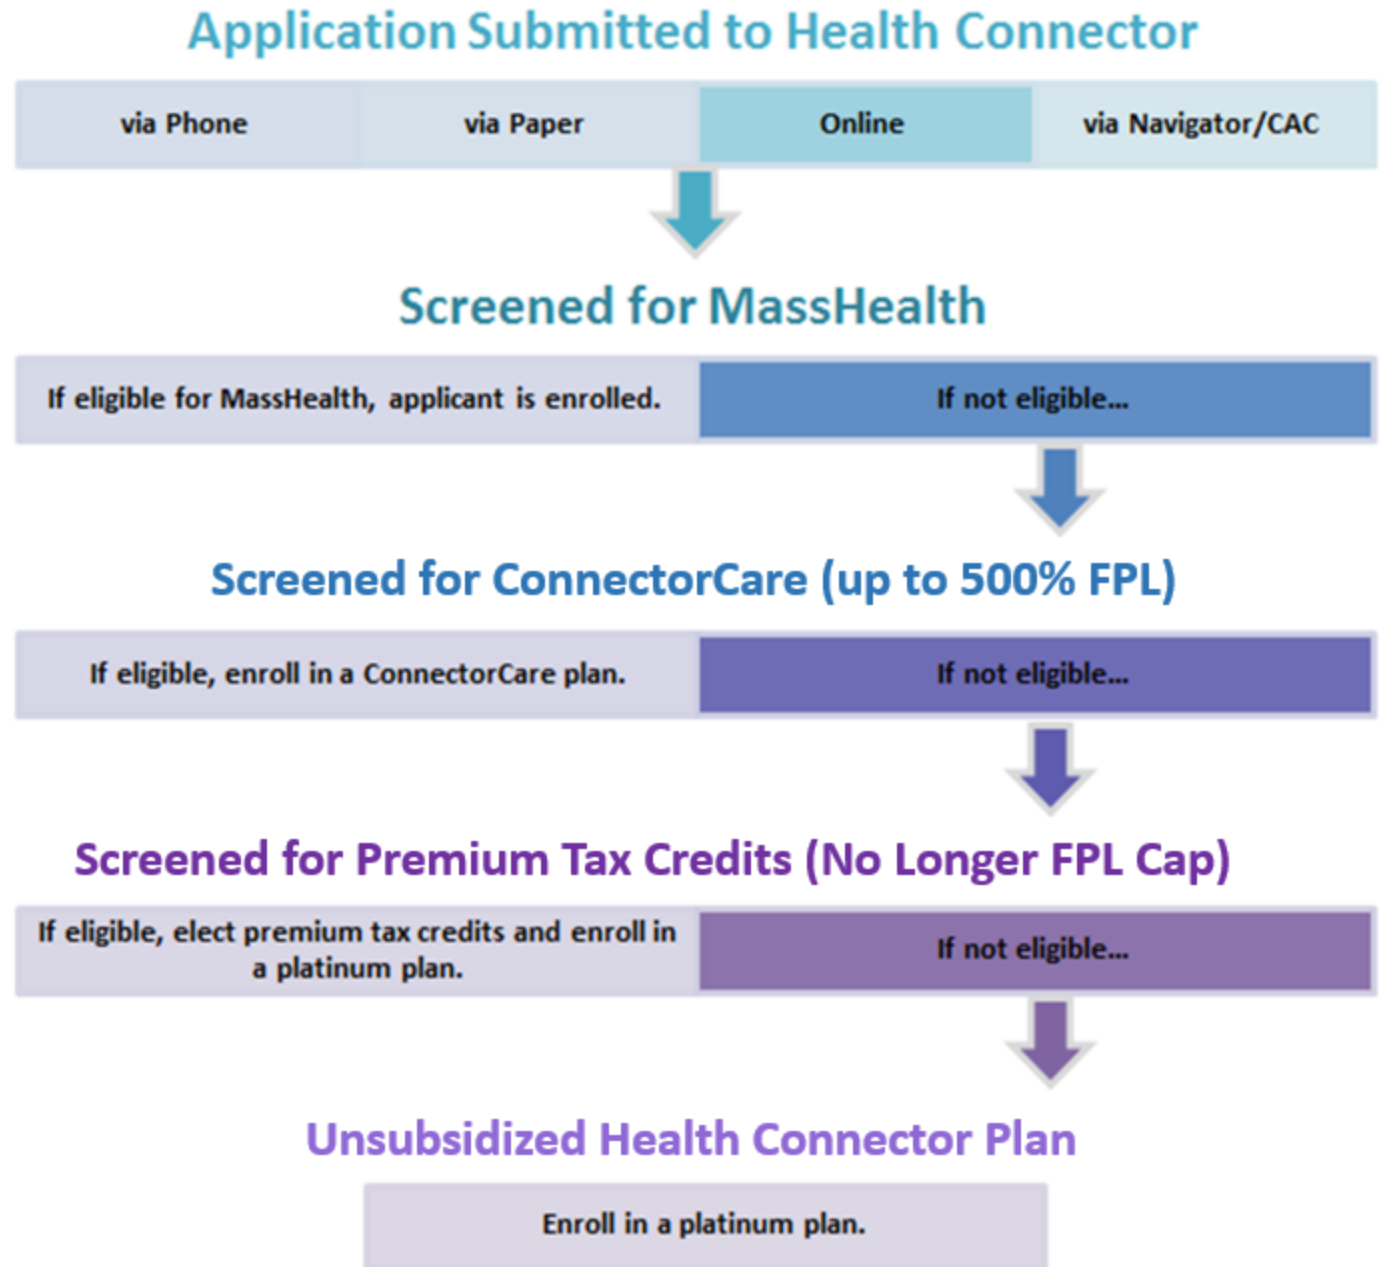 Application Submitted to Health Connector
via Phone
via Paper
Online
via Navigator/CAC
Screened for MassHealth
If eligible for MassHealth, applicant is enrolled.
If not eligible...
Screened for ConnectorCare (up to 500% FPL)
If eligible, enroll in a ConnectorCare plan.
If not eligible...
Screened for Premium Tax Credits (No Longer FPL Cap)
If eligible, elect premium tax credits and enroll in
a platinum plan.
If not eligible...
Unsubsidized Health Connector Plan
Enroll in a platinum plan.